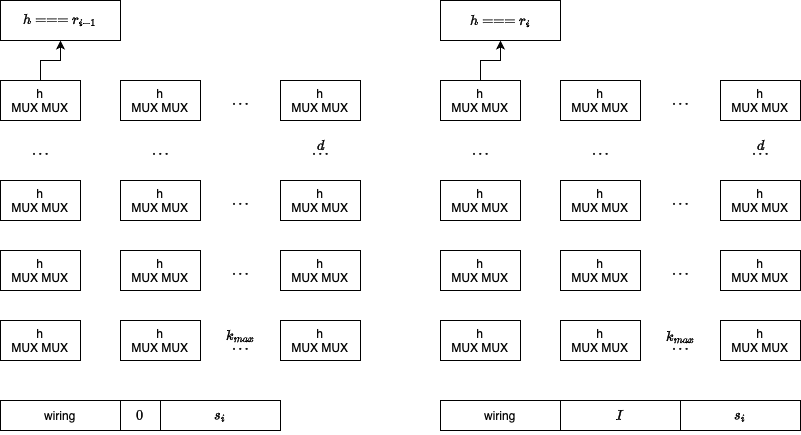 h === r_{i-1} h === r_i
h h h h h h
MUX MUX MUX MUX ... MUX MUX MUX MUX MUX MUX ... MUX MUX
d d
... ... ... ... ... ...
h h h h h h
MUX MUX MUX MUX ... MUX MUX MUX MUX MUX MUX ... MUX MUX
h h h h h h
MUX MUX MUX MUX ... MUX MUX MUX MUX MUX MUX ... MUX MUX
h h k_{max} h h h k_{max} h
MUX MUX MUX MUX ... MUX MUX MUX MUX MUX MUX ... MUX MUX
wiring 0 s_i wiring I s_i